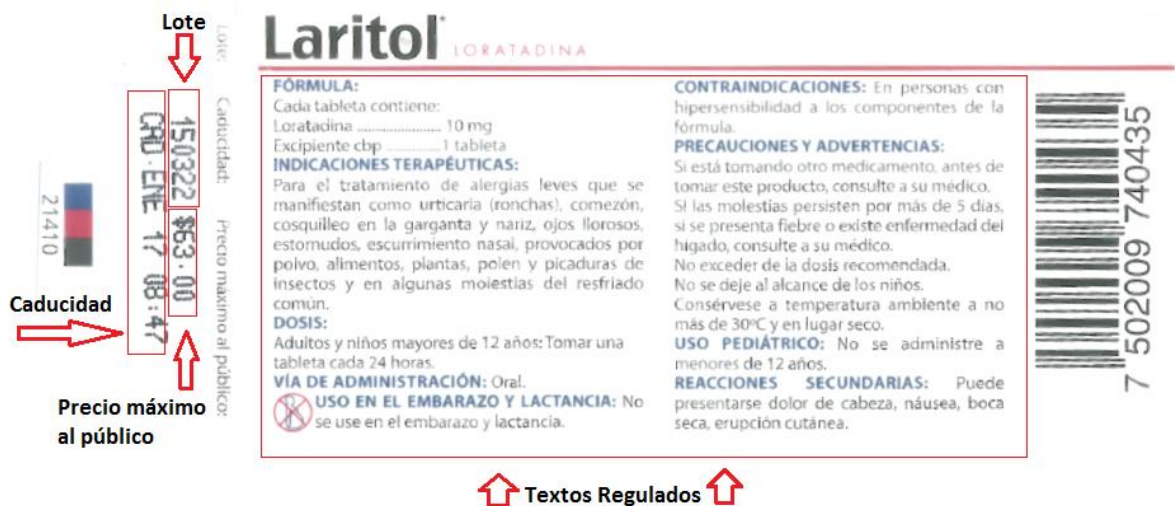 Lote
Lote:
Caducidad:
Precio máximo al público:
150322 $63.00
CAD·ENE 17 08:47
21410
Caducidad
Precio máximo
al público
Laritol®
LORATADINA
FÓRMULA:
Cada tableta contiene:
Loratadina ........................ 10 mg
Excipiente cbp ............... 1 tableta
INDICACIONES TERAPÉUTICAS:
Para el tratamiento de alergias leves que se
manifiestan como urticaria (ronchas), comezón,
cosquilleo en la garganta y nariz, ojos llorosos,
estornudos, escurrimiento nasal, provocados por
polvo, alimentos, plantas, polen y picaduras de
insectos y en algunas molestias del resfriado
común.
DOSIS:
Adultos y niños mayores de 12 años: Tomar una
tableta cada 24 horas.
VÍA DE ADMINISTRACIÓN: Oral.
USO EN EL EMBARAZO Y LACTANCIA: No
se use en el embarazo y lactancia.
CONTRAINDICACIONES: En personas con
hipersensibilidad a los componentes de la
fórmula.
PRECAUCIONES Y ADVERTENCIAS:
Si está tomando otro medicamento, antes de
tomar este producto, consulte a su médico.
Si las molestias persisten por más de 5 días,
si se presenta fiebre o existe enfermedad del
hígado, consulte a su médico.
No exceder de la dosis recomendada.
No se deje al alcance de los niños.
Consérvese a temperatura ambiente a no
más de 30ºC y en lugar seco.
USO PEDIÁTRICO: No se administre a
menores de 12 años.
REACCIONES SECUNDARIAS: Puede
presentarse dolor de cabeza, náusea, boca
seca, erupción cutánea.
7 502009 740435
Textos Regulados